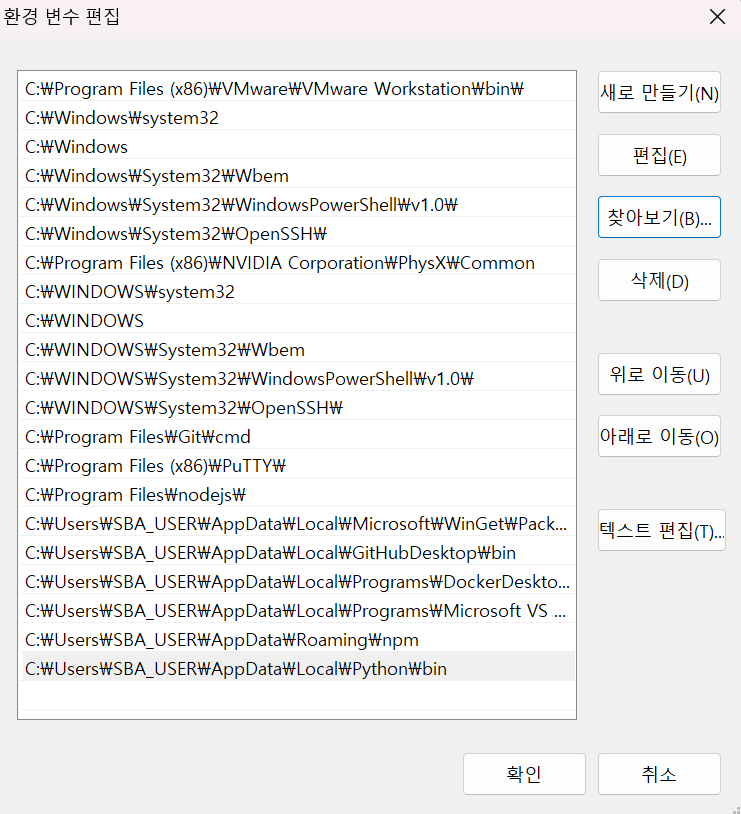 환경 변수 편집
C:₩Program Files (x86)₩VMware₩VMware Workstation₩bin₩
C:₩Windows₩system32
C:₩Windows
C:₩Windows₩System32₩Wbem
C:₩Windows₩System32₩WindowsPowerShell₩v1.0₩
C:₩Windows₩System32₩OpenSSH₩
C:₩Program Files (x86)₩NVIDIA Corporation₩PhysX₩Common
C:₩WINDOWS₩system32
C:₩WINDOWS
C:₩WINDOWS₩System32₩Wbem
C:₩WINDOWS₩System32₩WindowsPowerShell₩v1.0₩
C:₩WINDOWS₩System32₩OpenSSH₩
C:₩Program Files₩Git₩cmd
C:₩Program Files (x86)₩PuTTY₩
C:₩Program Files₩nodejs₩
C:₩Users₩SBA_USER₩AppData₩Local₩Microsoft₩WinGet₩Pack...
C:₩Users₩SBA_USER₩AppData₩Local₩GitHubDesktop₩bin
C:₩Users₩SBA_USER₩AppData₩Local₩Programs₩DockerDeskto...
C:₩Users₩SBA_USER₩AppData₩Local₩Programs₩Microsoft VS ...
C:₩Users₩SBA_USER₩AppData₩Roaming₩npm
C:₩Users₩SBA_USER₩AppData₩Local₩Python₩bin
새로 만들기(N)
편집(E)
찾아보기(B)...
삭제(D)
위로 이동(U)
아래로 이동(O)
텍스트 편집(T)...
확인
취소